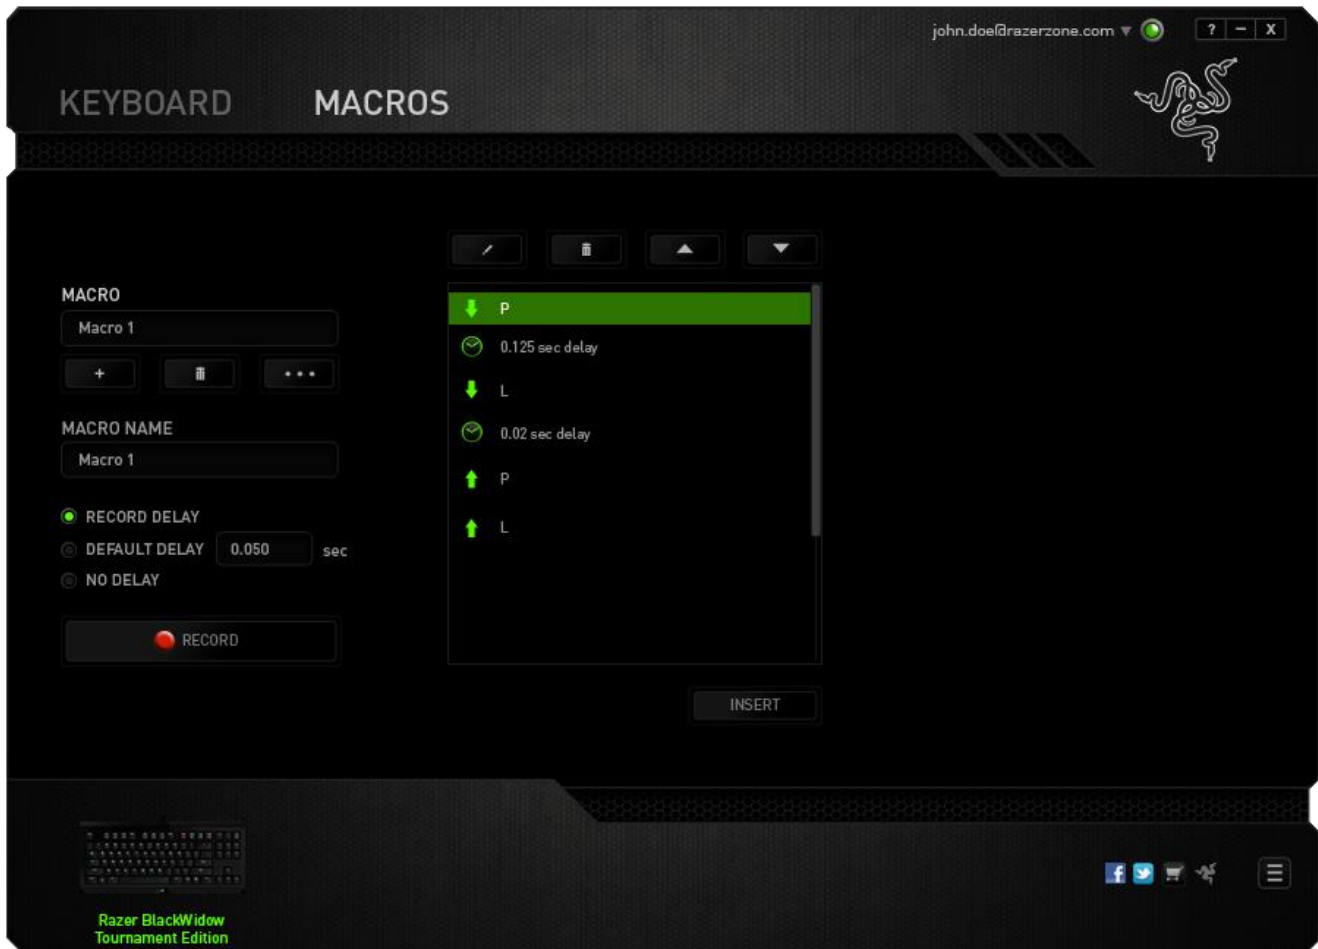 john.doe@razerzone.com
? – X
KEYBOARD MACROS
MACRO
Macro 1
+
MACRO NAME
Macro 1
RECORD DELAY
DEFAULT DELAY 0.050 sec
NO DELAY
RECORD
P
0.125 sec delay
L
0.02 sec delay
P
L
INSERT
Razer BlackWidow
Tournament Edition